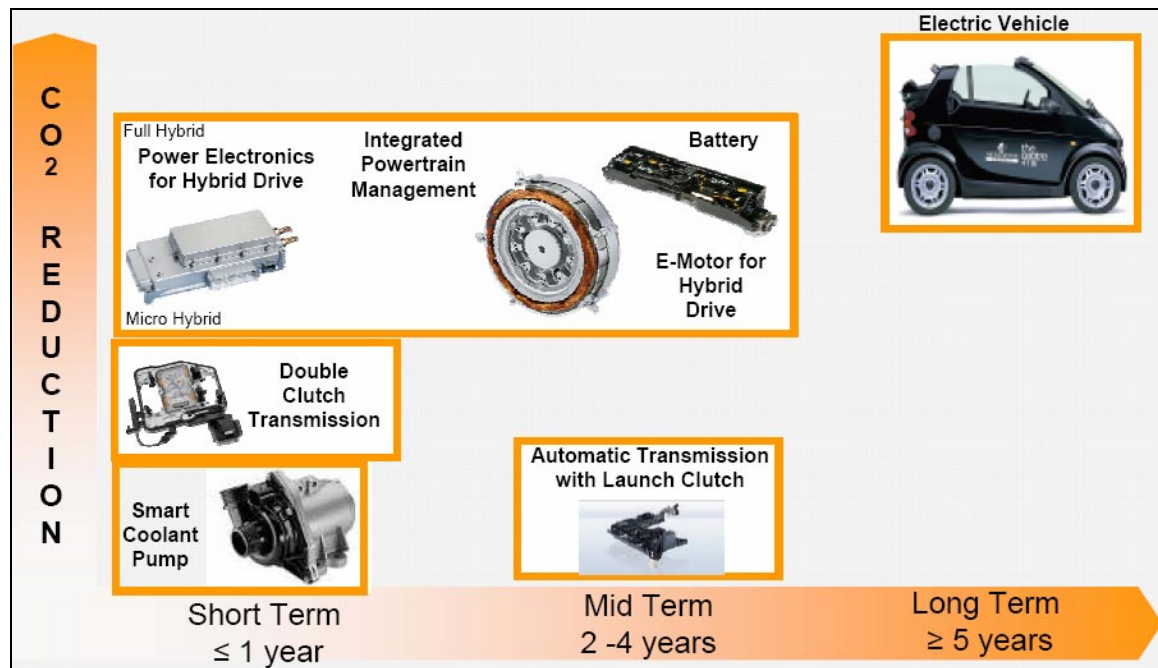 Electric Vehicle
CO2 REDUCTION
Full Hybrid
Power Electronics
for Hybrid Drive
Micro Hybrid
Integrated
Powertrain
Management
Battery
E-Motor for
Hybrid
Drive
Double
Clutch
Transmission
Smart
Coolant
Pump
Automatic Transmission
with Launch Clutch
Short Term
≤ 1 year
Mid Term
2 -4 years
Long Term
≥ 5 years